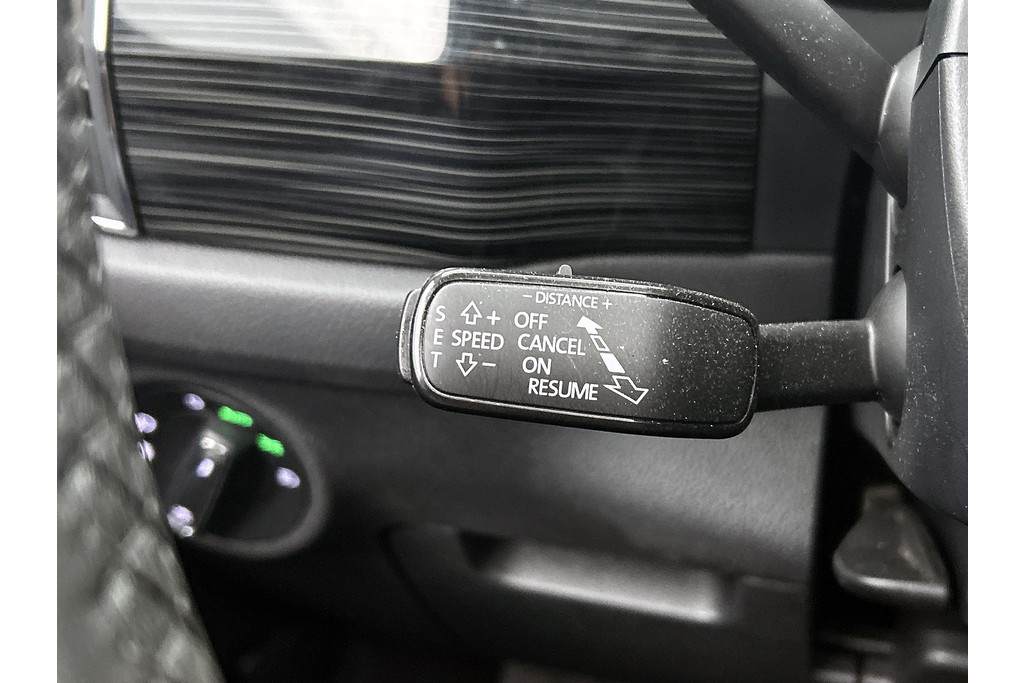 − DISTANCE +
S + OFF
E SPEED CANCEL
T − ON
RESUME